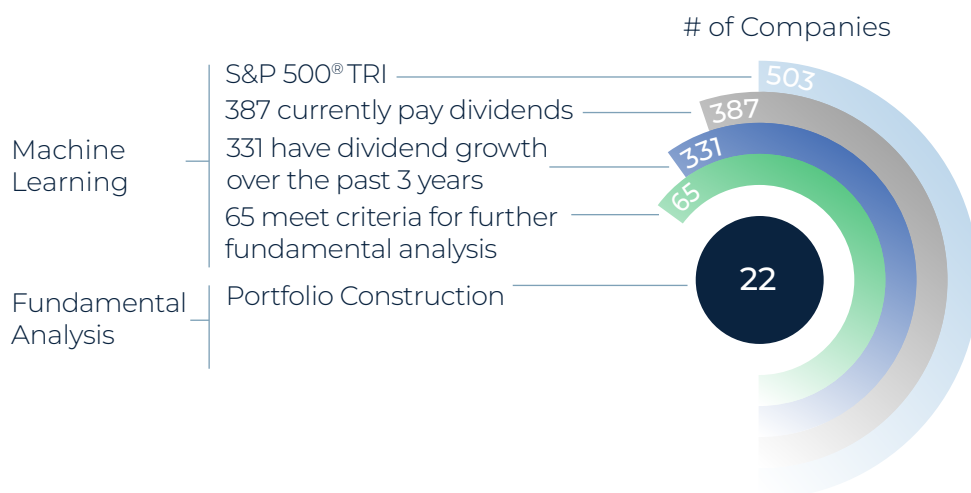 # of Companies
S&P 500® TRI
503
387 currently pay dividends
387
Machine
Learning
331 have dividend growth
over the past 3 years
331
65 meet criteria for further
fundamental analysis
65
Fundamental
Analysis
Portfolio Construction
22